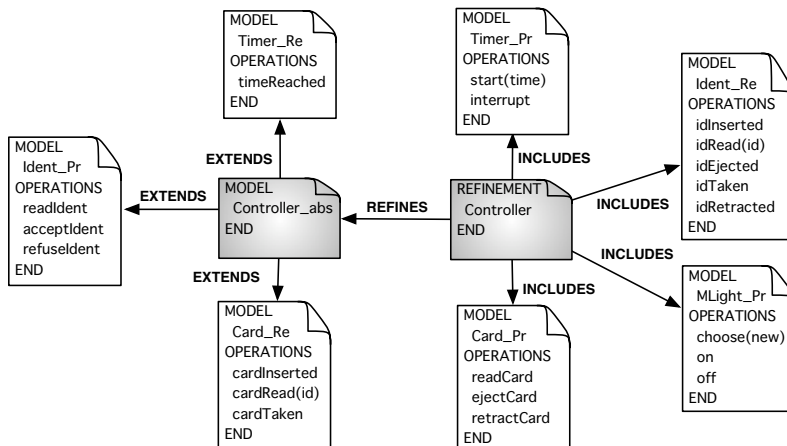 MODEL
Timer_Re
OPERATIONS
timeReached
END
MODEL
Timer_Pr
OPERATIONS
start(time)
interrupt
END
MODEL
Ident_Re
OPERATIONS
idInserted
idRead(id)
idEjected
idTaken
idRetracted
END
MODEL
Ident_Pr
OPERATIONS
readIdent
acceptIdent
refuseIdent
END
EXTENDS
EXTENDS
MODEL
Controller_abs
END
EXTENDS
REFINES
REFINEMENT
Controller
END
INCLUDES
INCLUDES
INCLUDES
INCLUDES
MODEL
Card_Re
OPERATIONS
cardInserted
cardRead(id)
cardTaken
END
MODEL
Card_Pr
OPERATIONS
readCard
ejectCard
retractCard
END
MODEL
MLight_Pr
OPERATIONS
choose(new)
on
off
END